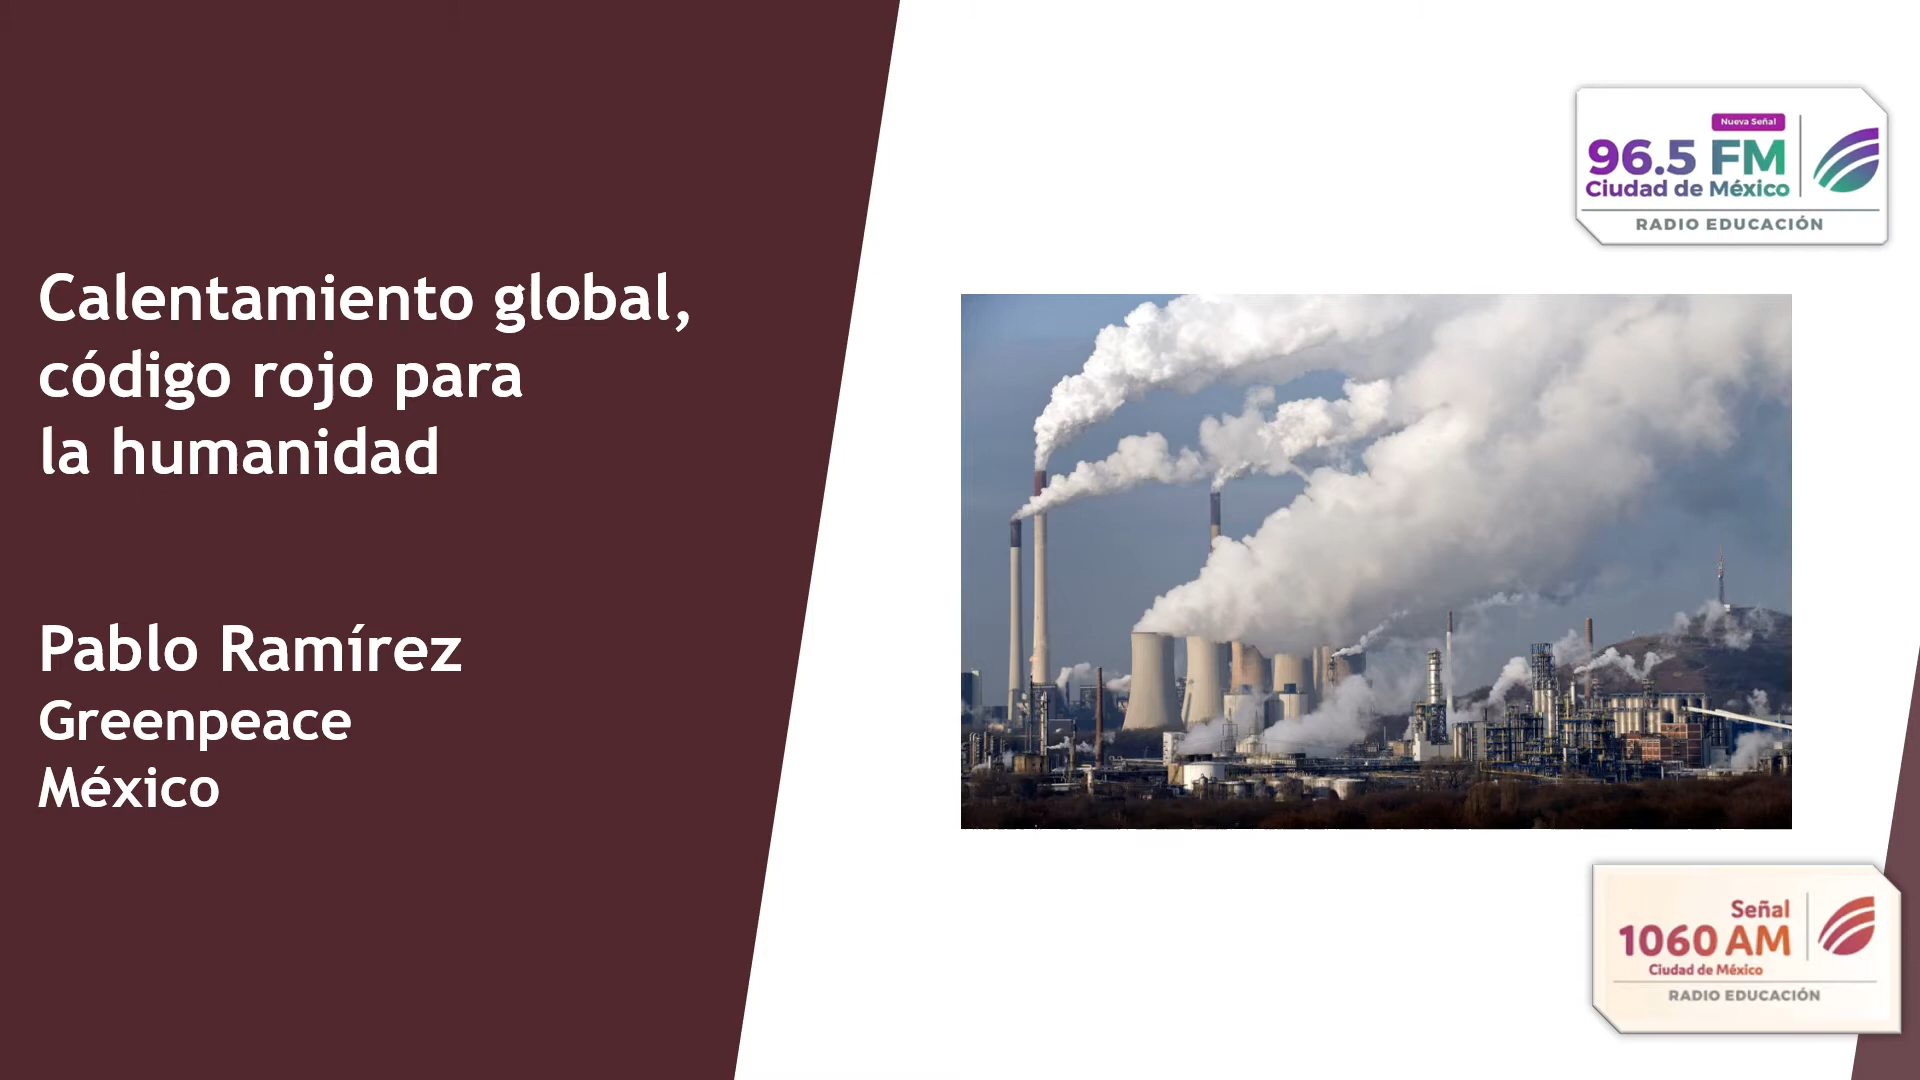 Calentamiento global,
código rojo para
la humanidad
Pablo Ramírez
Greenpeace
México
Nueva Señal
96.5 FM
Ciudad de México
RADIO EDUCACIÓN
Señal
1060 AM
Ciudad de México
RADIO EDUCACIÓN